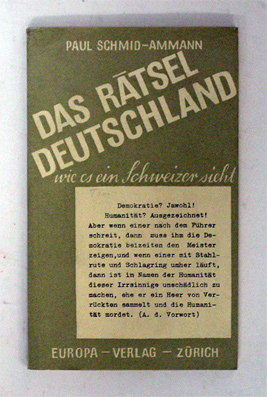 PAUL SCHMID-AMMANN
DAS RÄTSEL
DEUTSCHLAND
wie es ein Schweizer sieht
Demokratie? Jawohl!
Humanität? Ausgezeichnet!
Aber wenn einer nach dem Führer
schreit, dann muss ihm die De-
mokratie beizeiten den Meister
zeigen,und wenn einer mit Stahl-
rute und Schlagring umher läuft,
dann ist im Namen der Humanität
dieser Irrsinnige unschädlich zu
machen, ehe er ein Heer von Ver-
rückten sammelt und die Humani-
tät mordet. (A. d. Vorwort)
EUROPA - VERLAG - ZÜRICH